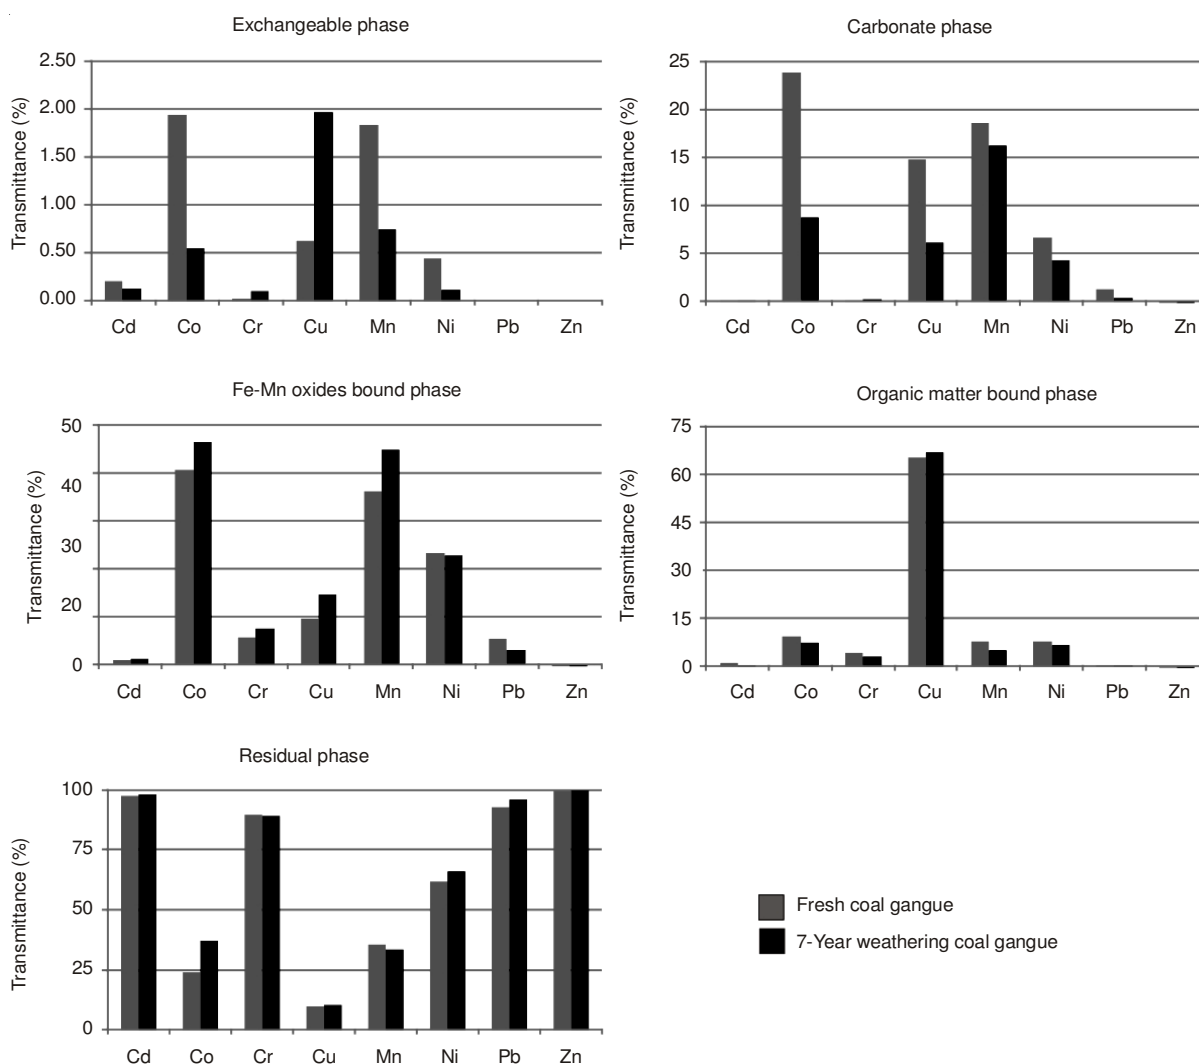 Exchangeable phase
Transmittance (%)
2.50
2.00
1.50
1.00
0.50
0.00
Cd Co Cr Cu Mn Ni Pb Zn
Carbonate phase
Transmittance (%)
25
20
15
10
5
0
Cd Co Cr Cu Mn Ni Pb Zn
Fe-Mn oxides bound phase
Transmittance (%)
50
40
30
20
0
Cd Co Cr Cu Mn Ni Pb Zn
Organic matter bound phase
Transmittance (%)
75
60
45
30
15
0
Cd Co Cr Cu Mn Ni Pb Zn
Residual phase
Transmittance (%)
100
75
50
25
0
Cd Co Cr Cu Mn Ni Pb Zn
Fresh coal gangue
7-Year weathering coal gangue